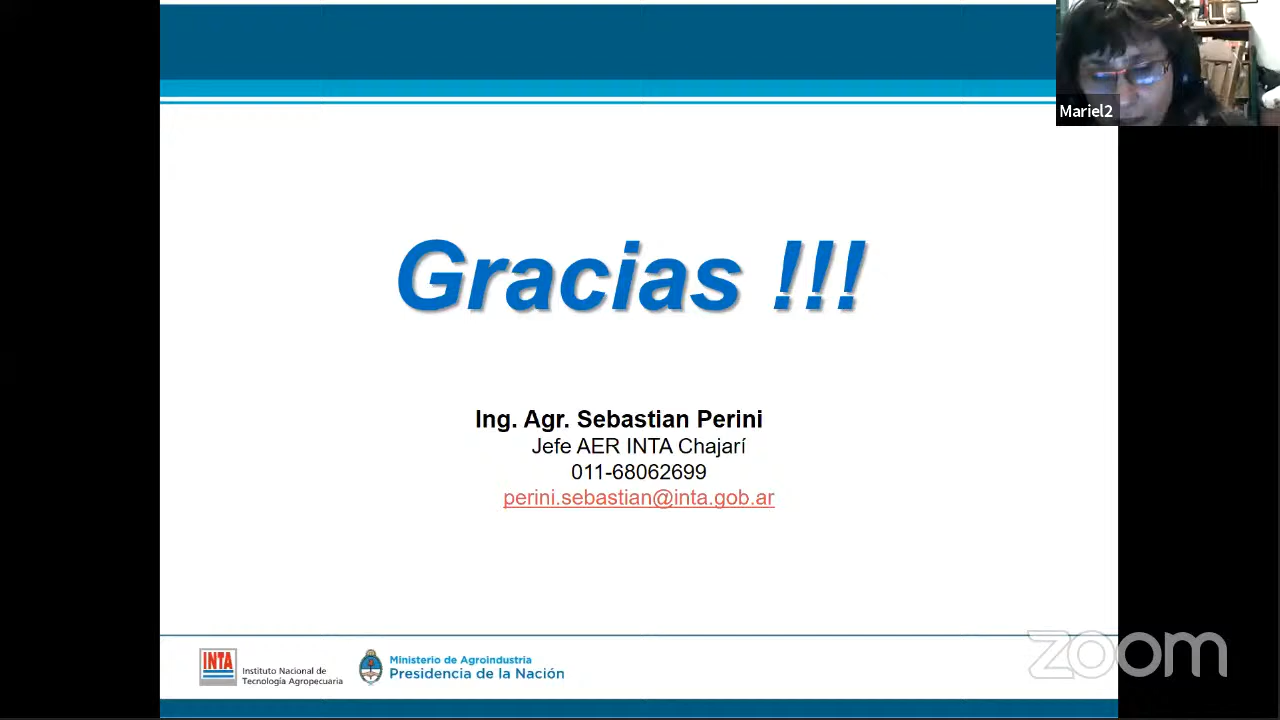 Mariel2
Gracias !!!
Ing. Agr. Sebastian Perini
Jefe AER INTA Chajarí
011-68062699
perini.sebastian@inta.gob.ar
INTA
Instituto Nacional de
Tecnología Agropecuaria
Ministerio de Agroindustria
Presidencia de la Nación
zoom